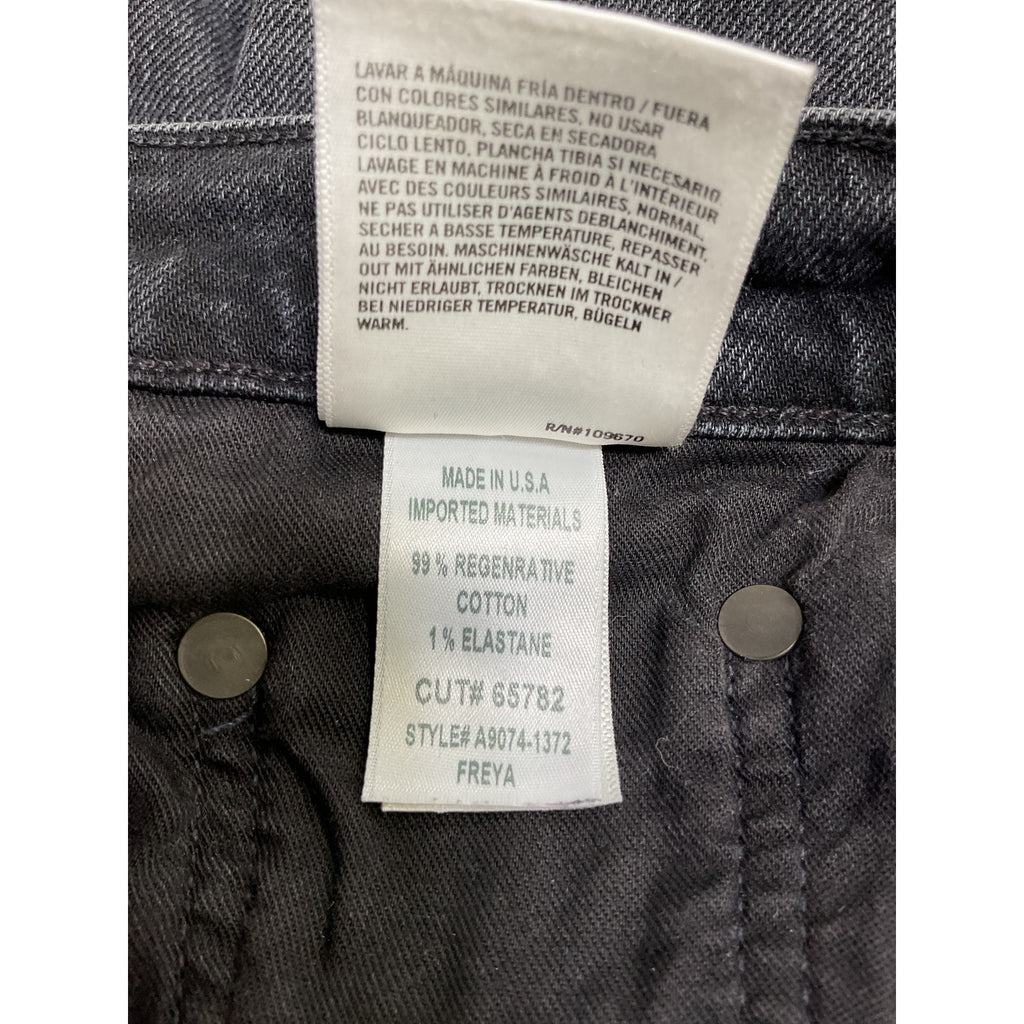 LAVAR A MÁQUINA FRÍA DENTRO / FUERA
CON COLORES SIMILARES, NO USAR
BLANQUEADOR, SECA EN SECADORA
CICLO LENTO, PLANCHA TIBIA SI NECESARIO.
LAVAGE EN MACHINE À FROID À L'INTÉRIEUR
AVEC DES COULEURS SIMILAIRES, NORMAL,
NE PAS UTILISER D'AGENTS DEBLANCHIMENT,
SECHER A BASSE TEMPERATURE, REPASSER
AU BESOIN. MASCHINENWÄSCHE KALT IN /
OUT MIT ÄHNLICHEN FARBEN, BLEICHEN
NICHT ERLAUBT, TROCKNEN IM TROCKNER
BEI NIEDRIGER TEMPERATUR, BÜGELN
WARM.
R/N#109670
MADE IN U.S.A
IMPORTED MATERIALS
99 % REGENRATIVE
COTTON
1 % ELASTANE
CUT# 65782
STYLE# A9074-1372
FREYA